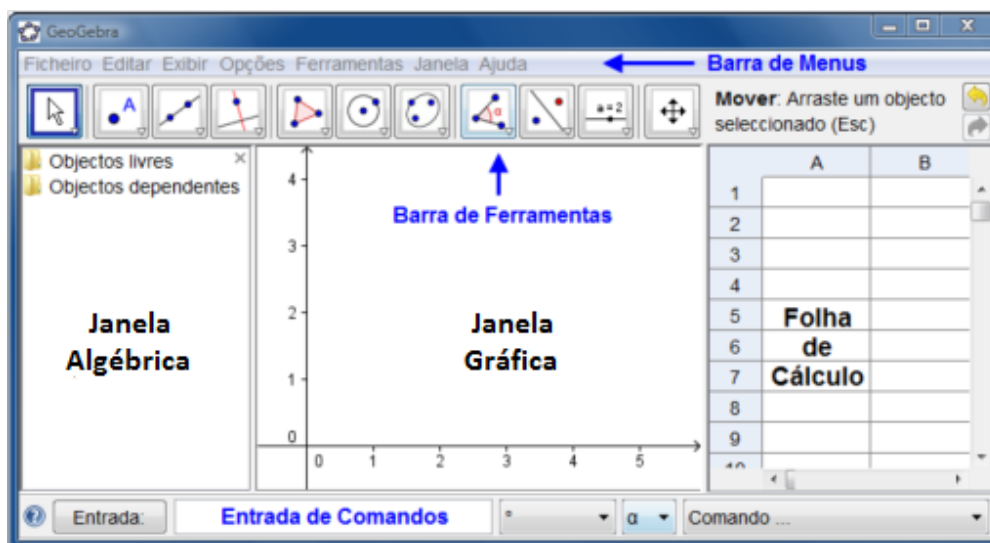 GeoGebra
Ficheiro Editar Exibir Opções Ferramentas Janela Ajuda Barra de Menus
A α a=2 Mover: Arraste um objecto
seleccionado (Esc)
Objectos livres
Objectos dependentes
Barra de Ferramentas
Janela
Algébrica
4
3
2
1
0
0 1 2 3 4 5
Janela
Gráfica
A B
1
2
3
4
5 Folha
6 de
7 Cálculo
8
9
10
Entrada: Entrada de Comandos ° α Comando ...